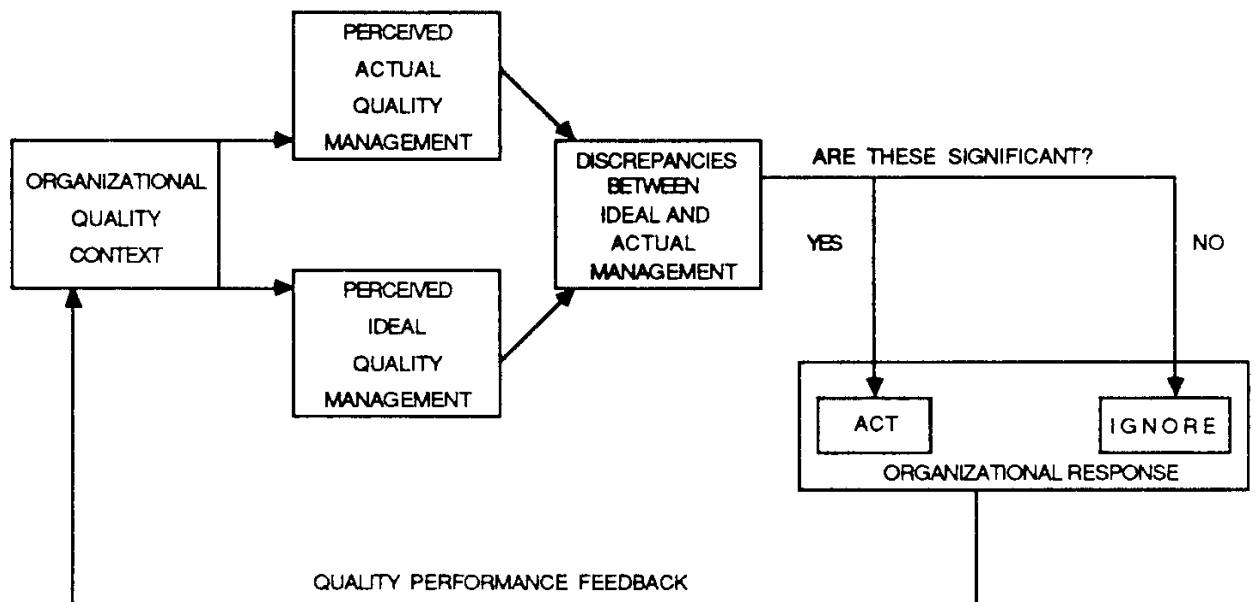 PERCEIVED
ACTUAL
QUALITY
MANAGEMENT
ORGANIZATIONAL
QUALITY
CONTEXT
PERCEIVED
IDEAL
QUALITY
MANAGEMENT
DISCREPANCIES
BETWEEN
IDEAL AND
ACTUAL
MANAGEMENT
ARE THESE SIGNIFICANT?
YES
NO
ACT
IGNORE
ORGANIZATIONAL RESPONSE
QUALITY PERFORMANCE FEEDBACK